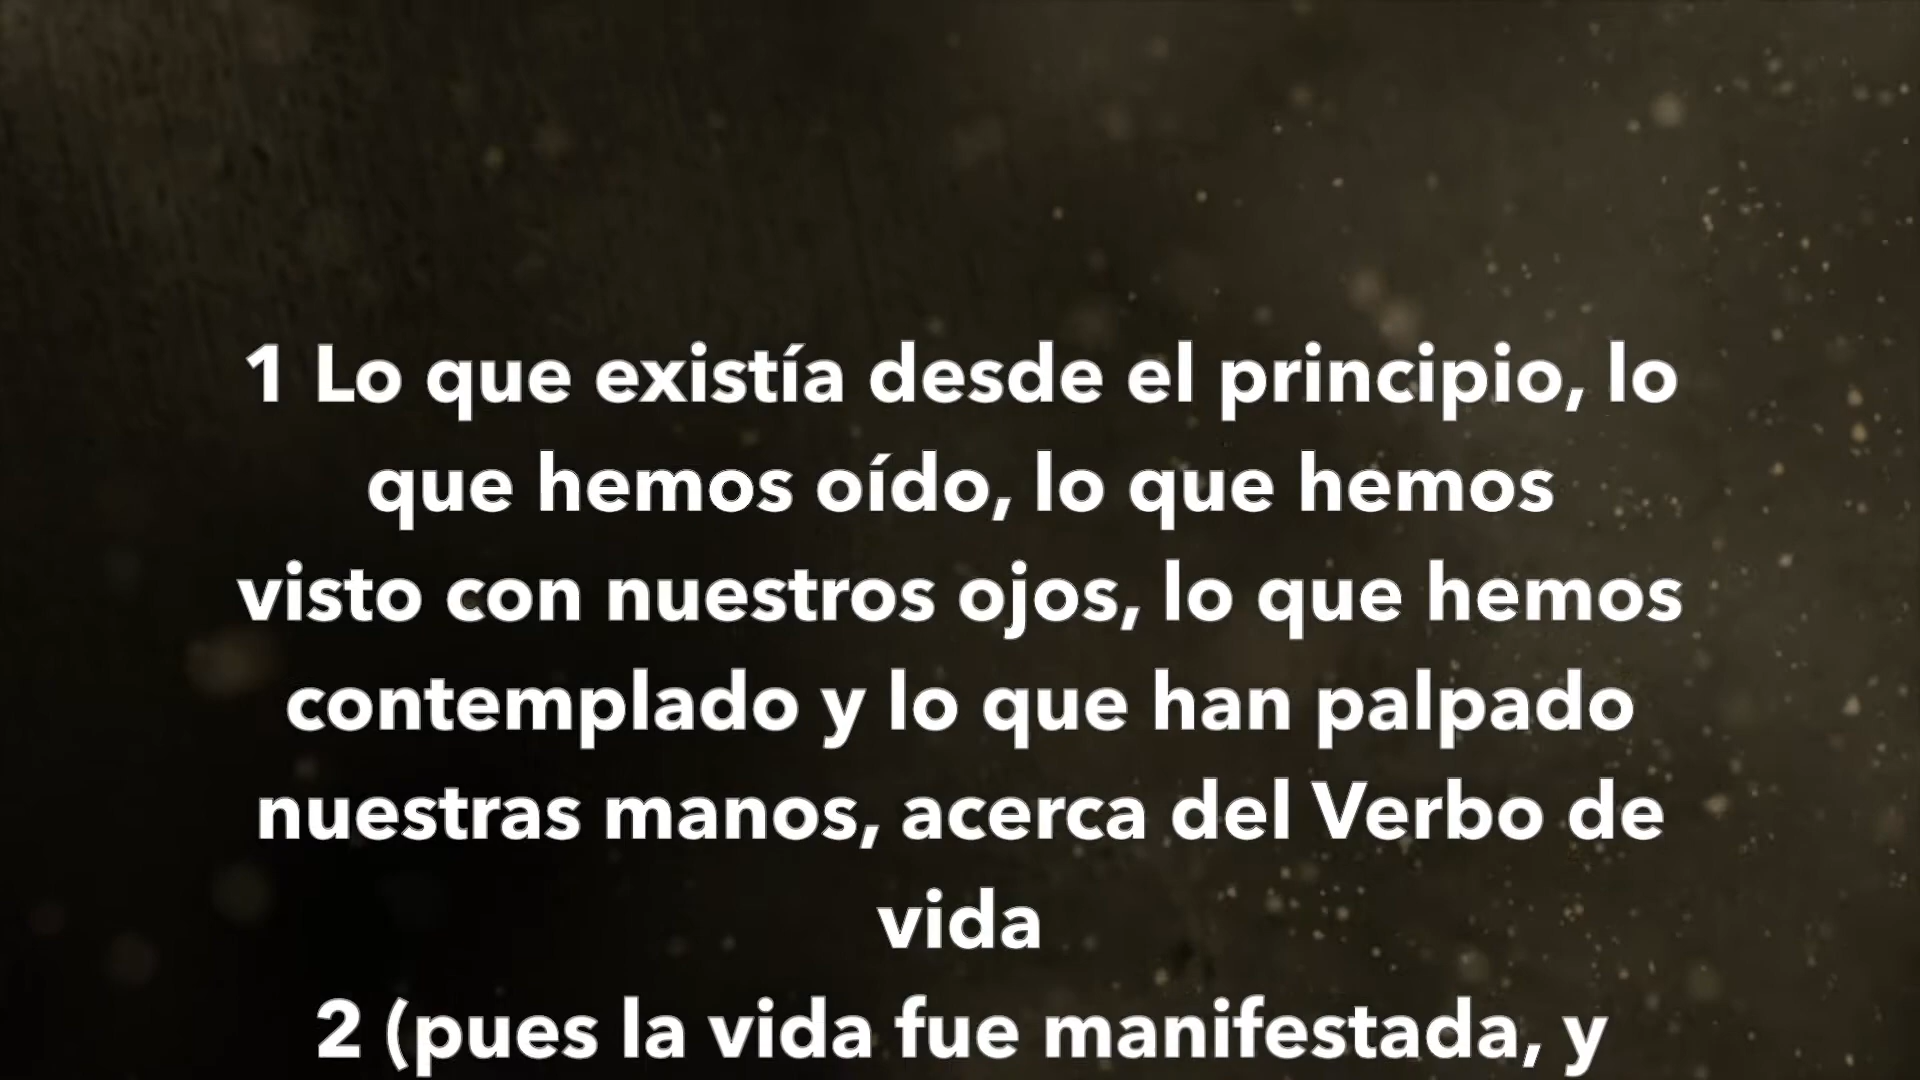 1 Lo que existía desde el principio, lo
que hemos oído, lo que hemos
visto con nuestros ojos, lo que hemos
contemplado y lo que han palpado
nuestras manos, acerca del Verbo de
vida
2 (pues la vida fue manifestada, y